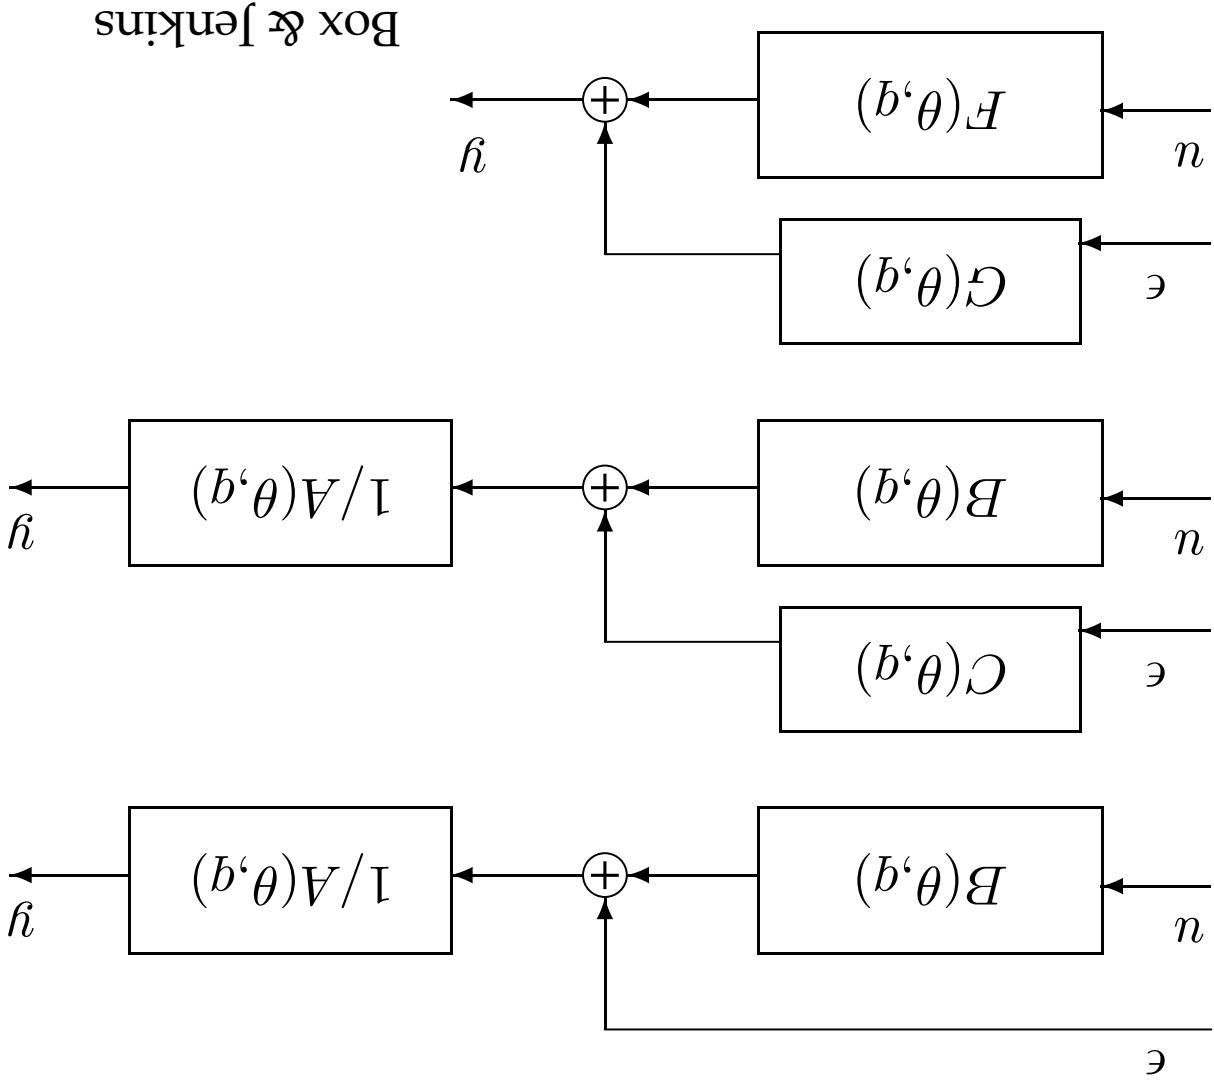 ϵ
u y
B(θ,q) + 1/A(θ,q)
ϵ C(θ,q)
u y
B(θ,q) + 1/A(θ,q)
ϵ G(θ,q)
u y
F(θ,q) +
Box & Jenkins